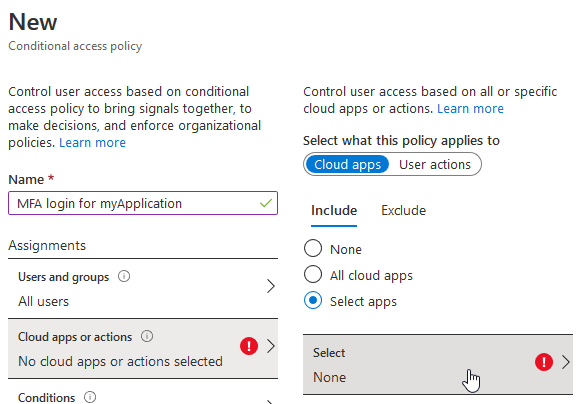 New
Conditional access policy
Control user access based on conditional
access policy to bring signals together, to
make decisions, and enforce organizational
policies. Learn more
Name *
MFA login for myApplication
Assignments
Users and groups
All users
Cloud apps or actions
No cloud apps or actions selected
Conditions
Control user access based on all or specific
cloud apps or actions. Learn more
Select what this policy applies to
Cloud apps User actions
Include Exclude
None
All cloud apps
Select apps
Select
None